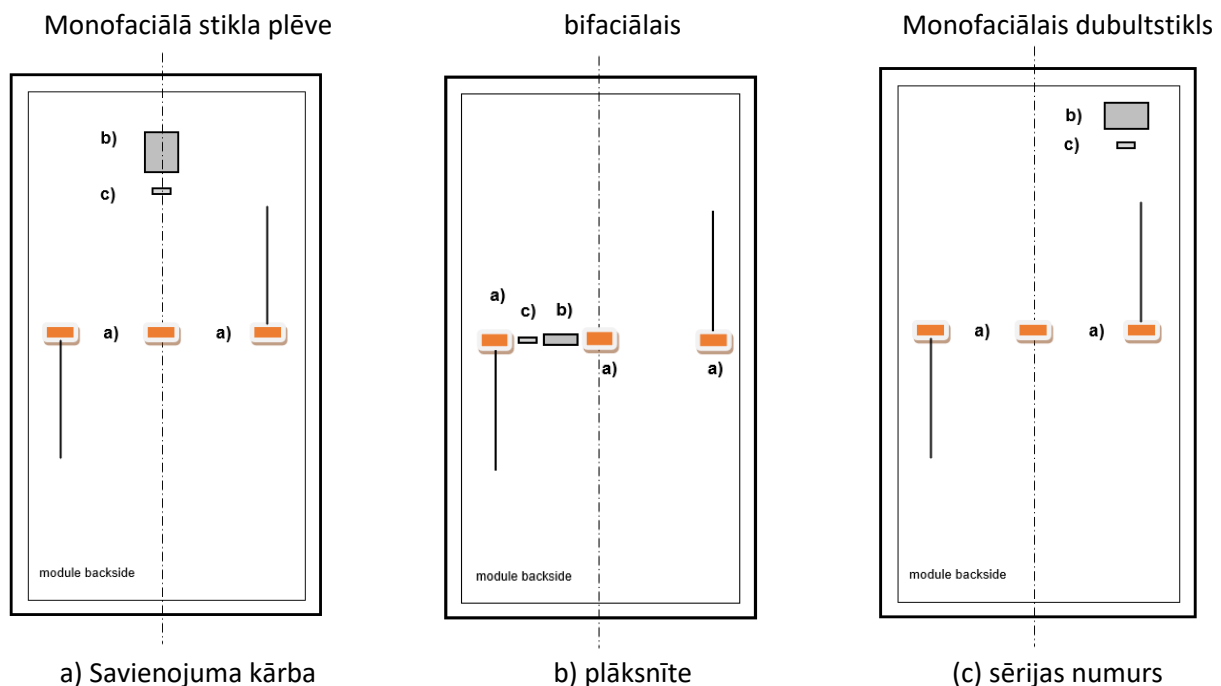 Monofaciālā stikla plēve
bifaciālais
Monofaciālais dubultstikls
b)
c)
a)
a)
module backside
a)
c)
b)
a)
a)
module backside
b)
c)
a)
a)
module backside
a) Savienojuma kārba
b) plāksnīte
(c) sērijas numurs